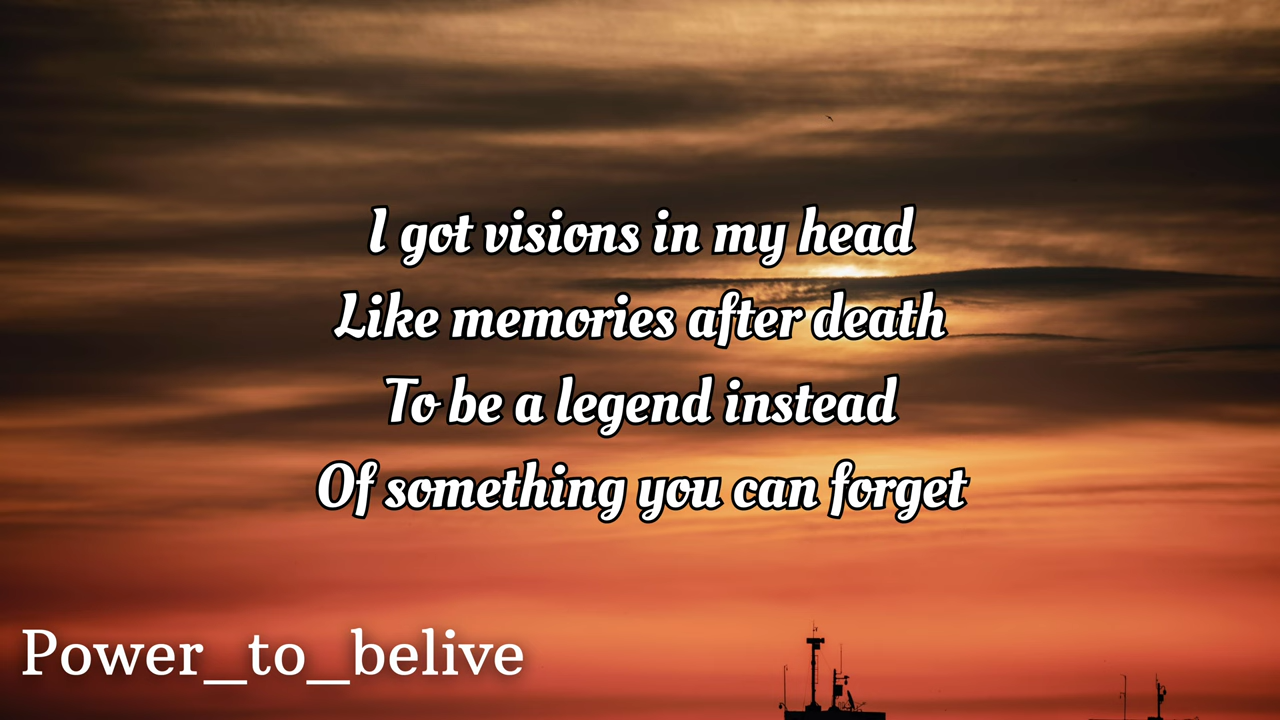 I got visions in my head
Like memories after death
To be a legend instead
Of something you can forget
Power_to_belive